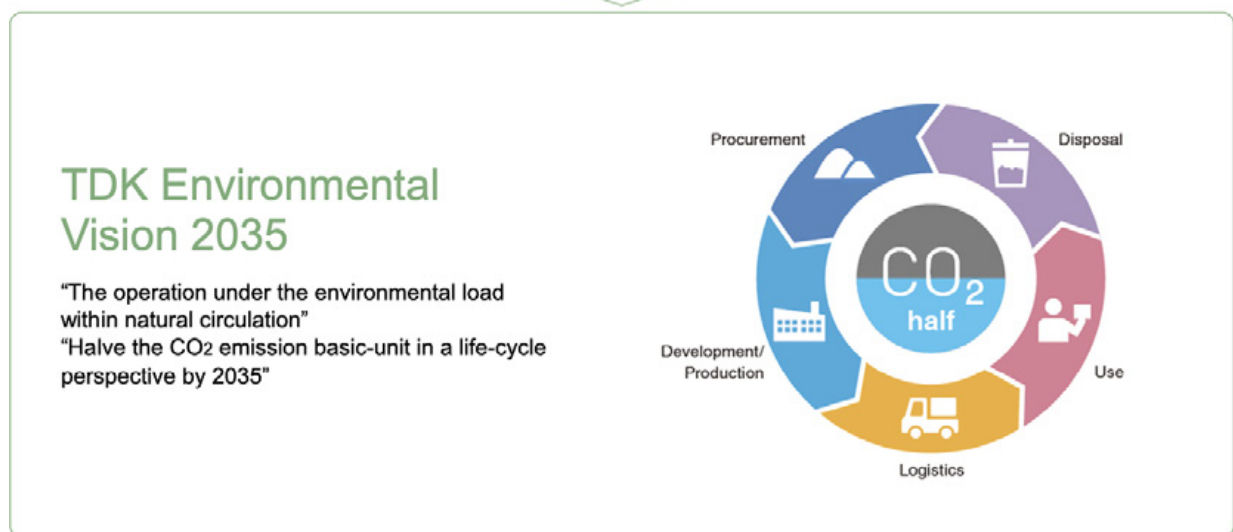 TDK Environmental
Vision 2035
“The operation under the environmental load
within natural circulation”
“Halve the CO2 emission basic-unit in a life-cycle
perspective by 2035”
Procurement
Disposal
CO2
half
Development/
Production
Use
Logistics